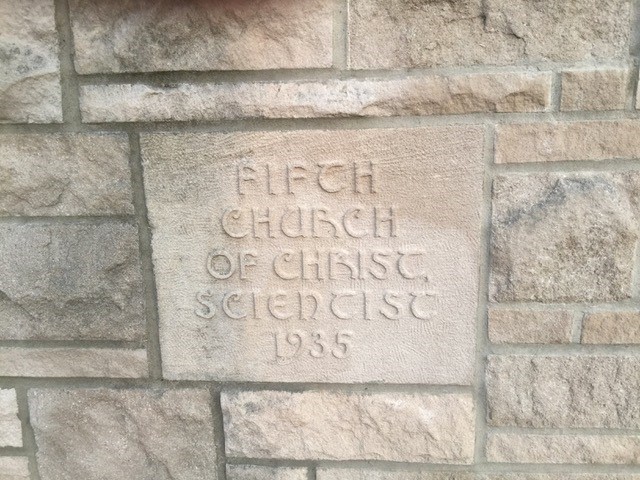 FIFTH
CHURCH
OF CHRIST,
SCIENTIST
1935